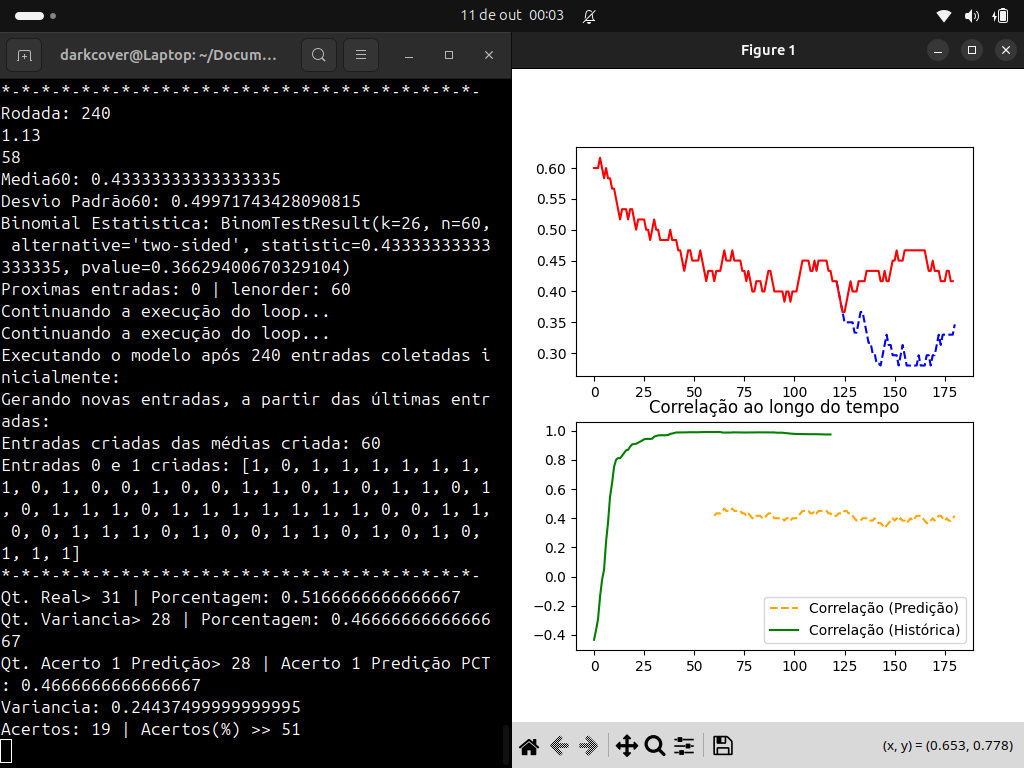 11 de out 00:03
darkcover@Laptop: ~/Docum...
*-*-*-*-*-*-*-*-*-*-*-*-*-*-*-*-*-*-*-*-*-*-*-*-
Rodada: 240
1.13
58
Media60: 0.43333333333333335
Desvio Padrão60: 0.49971743428090815
Binomial Estatistica: BinomTestResult(k=26, n=60,
alternative='two-sided', statistic=0.43333333333
333335, pvalue=0.36629400670329104)
Proximas entradas: 0 | lenorder: 60
Continuando a execução do loop...
Continuando a execução do loop...
Executando o modelo após 240 entradas coletadas i
nicialmente:
Gerando novas entradas, a partir das últimas entr
adas:
Entradas criadas das médias criada: 60
Entradas 0 e 1 criadas: [1, 0, 1, 1, 1, 1, 1, 1,
1, 0, 1, 0, 0, 1, 0, 0, 1, 1, 0, 1, 0, 1, 1, 0, 1
, 0, 1, 1, 1, 0, 1, 1, 1, 1, 1, 1, 1, 0, 0, 1, 1,
0, 0, 1, 1, 1, 0, 1, 0, 0, 1, 1, 0, 1, 0, 1, 0,
1, 1, 1]
*-*-*-*-*-*-*-*-*-*-*-*-*-*-*-*-*-*-*-*-*-*-*-*-
Qt. Real> 31 | Porcentagem: 0.5166666666666667
Qt. Variancia> 28 | Porcentagem: 0.46666666666666
67
Qt. Acerto 1 Predição> 28 | Acerto 1 Predição PCT
: 0.4666666666666667
Variancia: 0.24437499999999995
Acertos: 19 | Acertos(%) >> 51
Figure 1
0.60
0.55
0.50
0.45
0.40
0.35
0.30
0 25 50 75 100 125 150 175
Correlação ao longo do tempo
1.0
0.8
0.6
0.4
0.2
0.0
−0.2
−0.4
Correlação (Predição)
Correlação (Histórica)
0 25 50 75 100 125 150 175
(x, y) = (0.653, 0.778)